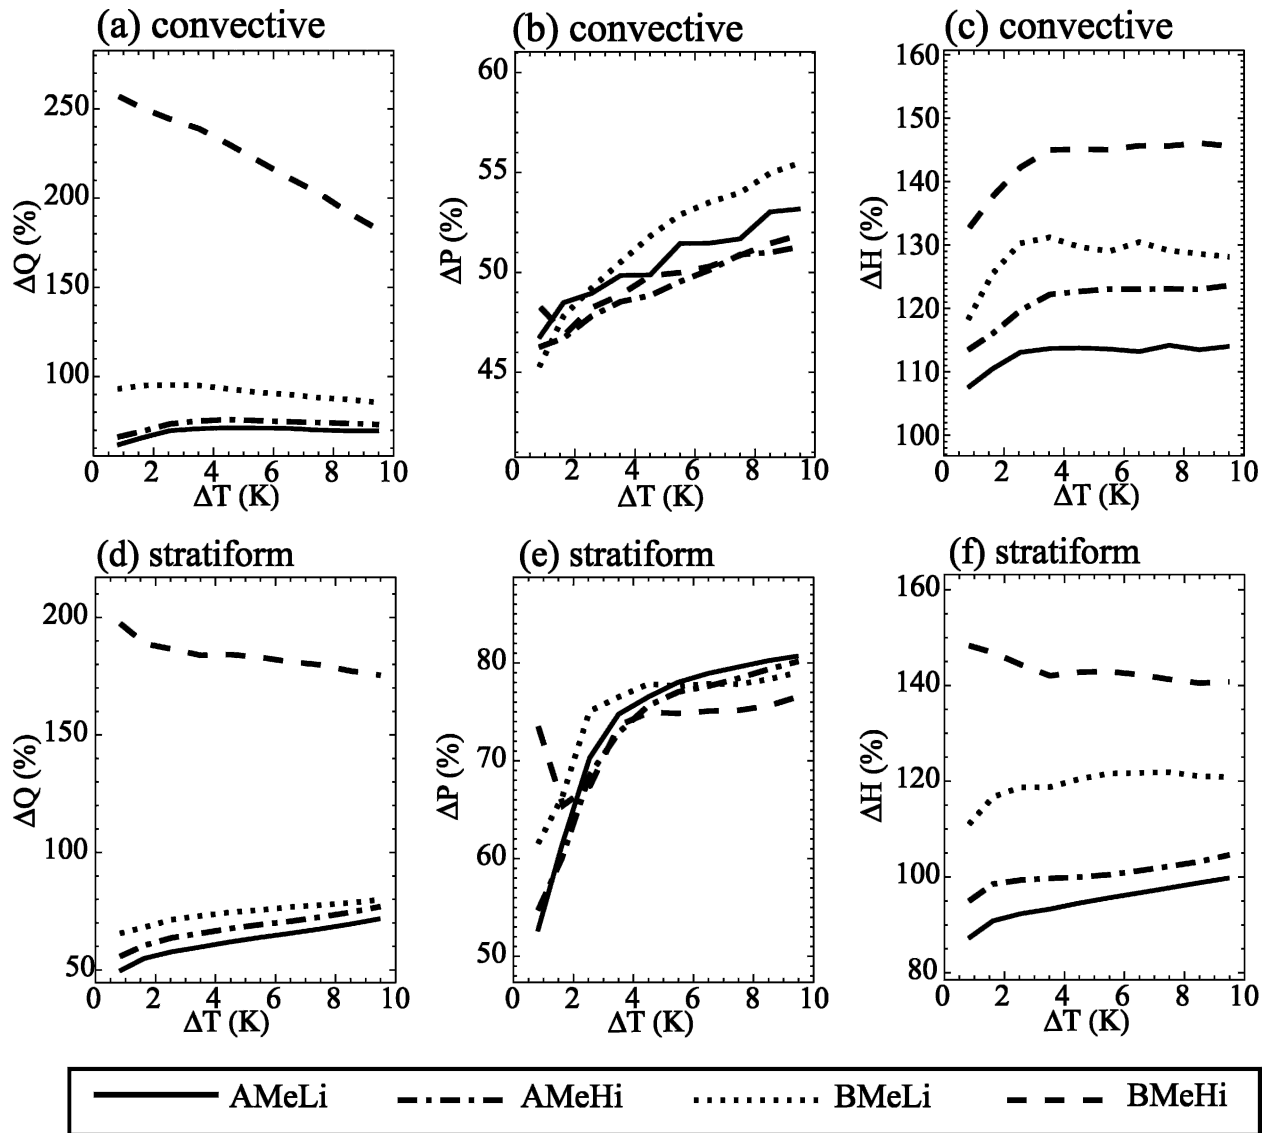 (a) convective
(b) convective
(c) convective
ΔQ (%)
250
200
150
100
0 2 4 6 8 10
ΔT (K)
ΔP (%)
60
55
50
45
0 2 4 6 8 10
ΔT (K)
ΔH (%)
160
150
140
130
120
110
100
0 2 4 6 8 10
ΔT (K)
(d) stratiform
(e) stratiform
(f) stratiform
ΔQ (%)
200
150
100
50
0 2 4 6 8 10
ΔT (K)
ΔP (%)
80
70
60
50
0 2 4 6 8 10
ΔT (K)
ΔH (%)
160
140
120
100
80
0 2 4 6 8 10
ΔT (K)
AMeLi AMeHi BMeLi BMeHi